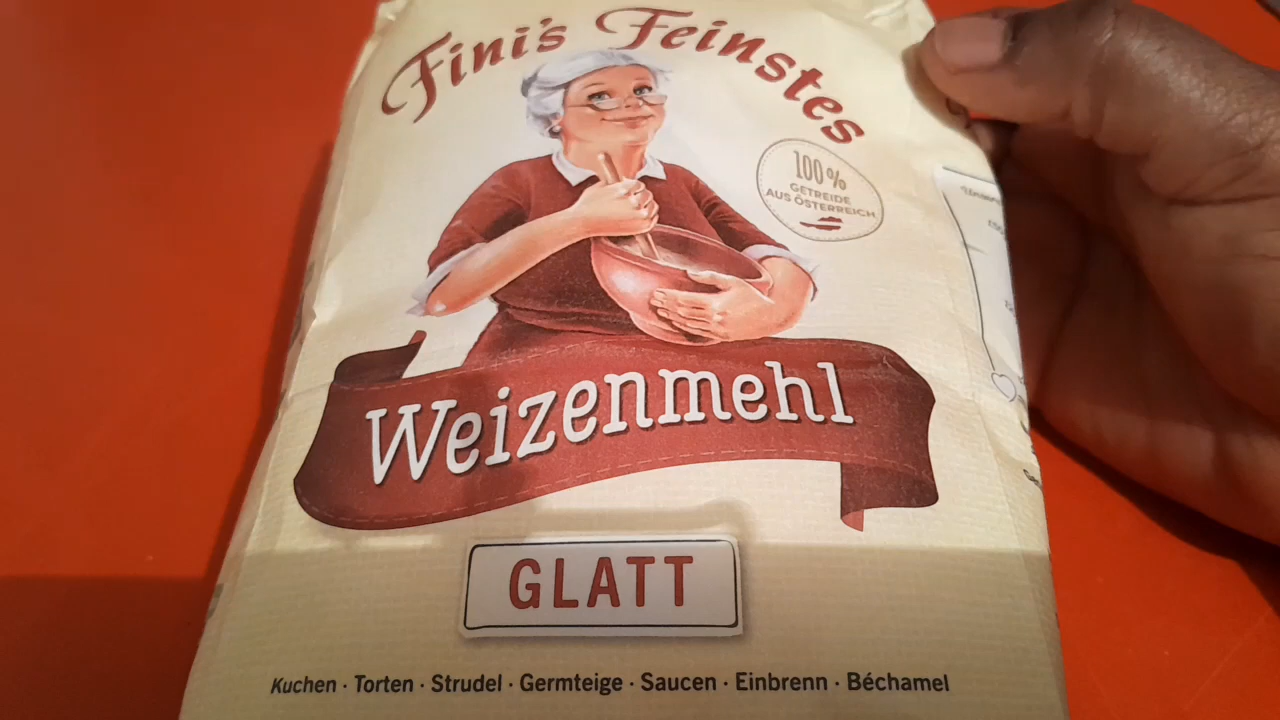 Fini's Feinstes
100%
GETREIDE
AUS ÖSTERREICH
Weizenmehl
GLATT
Kuchen · Torten · Strudel · Germteige · Saucen · Einbrenn · Béchamel